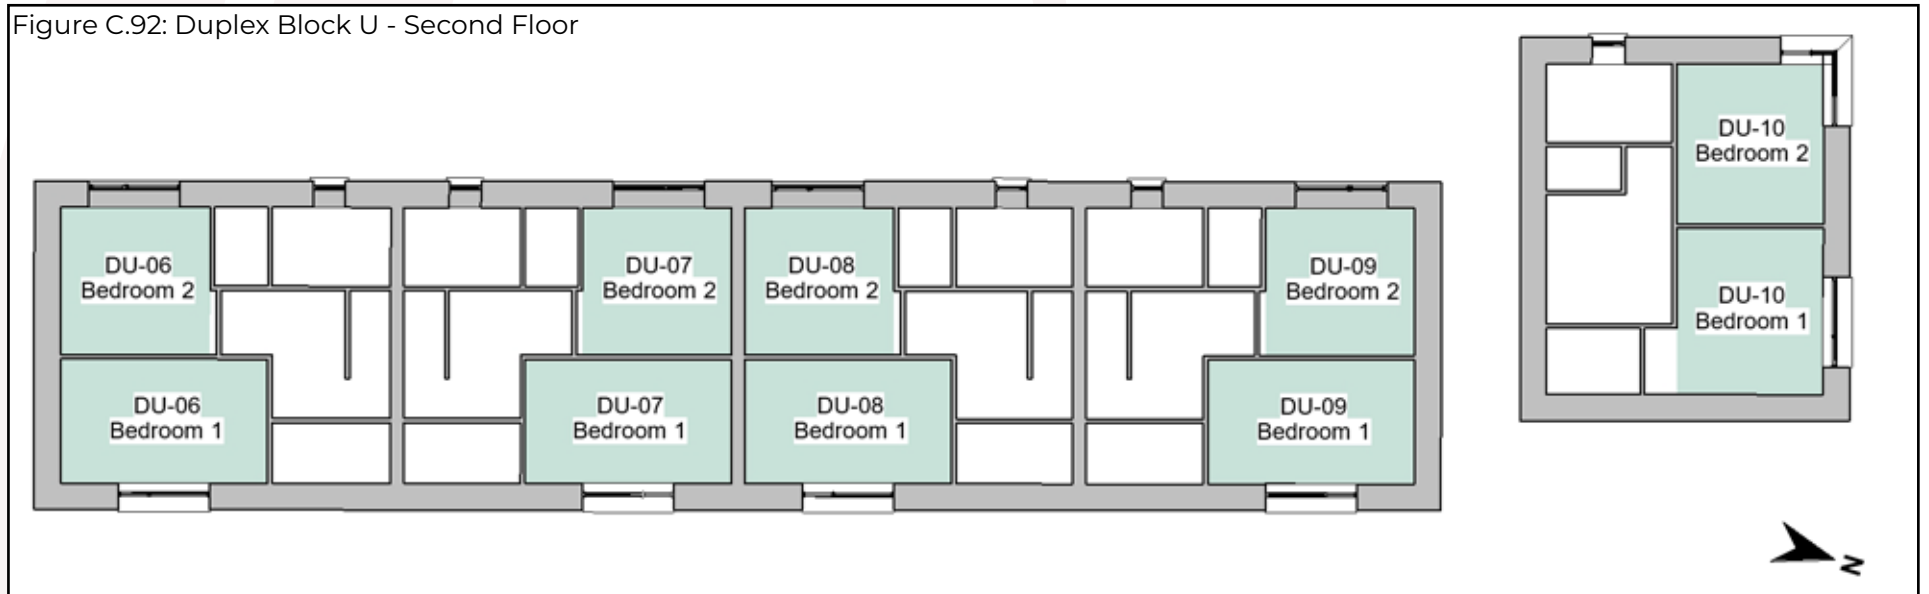 Figure C.92: Duplex Block U - Second Floor
DU-10
Bedroom 2
DU-06
Bedroom 2
DU-07
Bedroom 2
DU-08
Bedroom 2
DU-09
Bedroom 2
DU-10
Bedroom 1
DU-06
Bedroom 1
DU-07
Bedroom 1
DU-08
Bedroom 1
DU-09
Bedroom 1
N